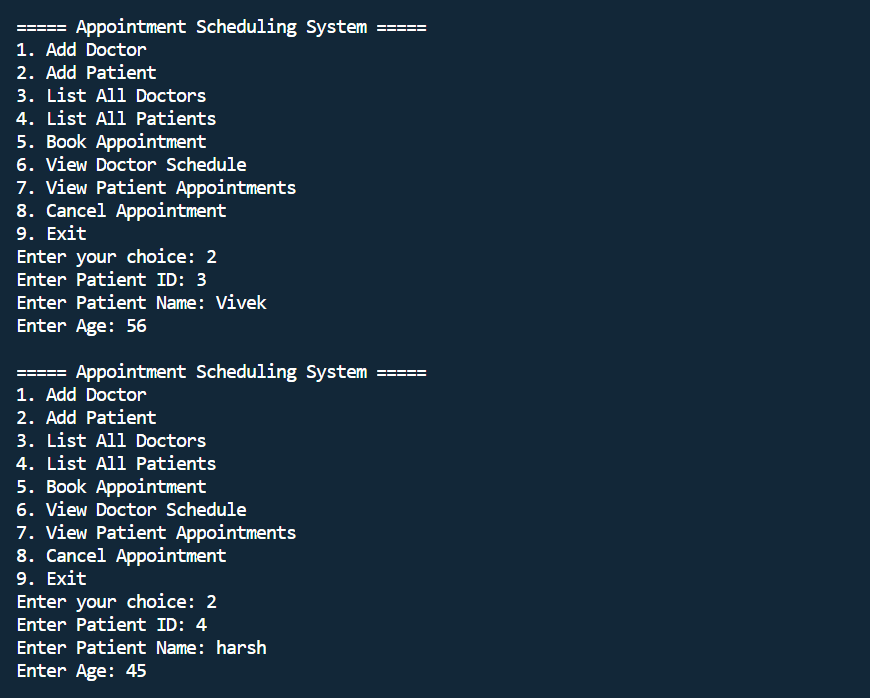 ===== Appointment Scheduling System =====
1. Add Doctor
2. Add Patient
3. List All Doctors
4. List All Patients
5. Book Appointment
6. View Doctor Schedule
7. View Patient Appointments
8. Cancel Appointment
9. Exit
Enter your choice: 2
Enter Patient ID: 3
Enter Patient Name: Vivek
Enter Age: 56
===== Appointment Scheduling System =====
1. Add Doctor
2. Add Patient
3. List All Doctors
4. List All Patients
5. Book Appointment
6. View Doctor Schedule
7. View Patient Appointments
8. Cancel Appointment
9. Exit
Enter your choice: 2
Enter Patient ID: 4
Enter Patient Name: harsh
Enter Age: 45